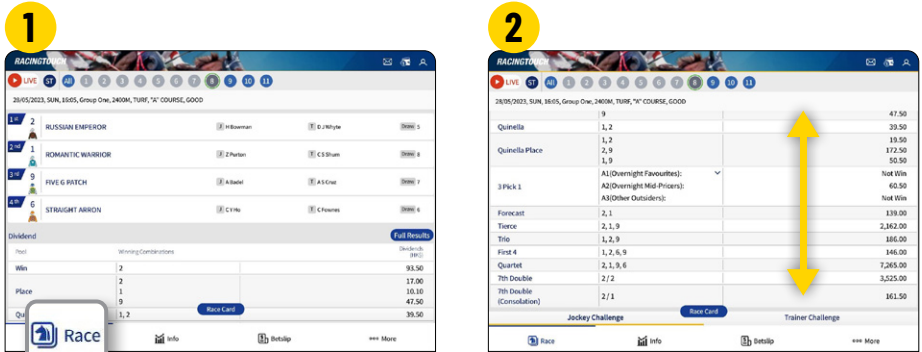 1
RACINGTOUCH
LIVE ST All 1 2 3 4 5 6 7 8 9 10 11
28/05/2023, SUN, 16:05, Group One, 2400M, TURF, "A" COURSE, GOOD
1st 2 RUSSIAN EMPEROR J H Bowman T D J Whyte Draw 5
2nd 1 ROMANTIC WARRIOR J Z Purton T C S Shum Draw 8
3rd 9 FIVE G PATCH J A Badel T A S Cruz Draw 7
4th 6 STRAIGHT ARRON J C Y Ho T C Fownes Draw 6
Dividend Full Results
Pool Winning Combinations Dividends (HK$)
Win 2 93.50
Place 2 17.00
1 10.10
9 47.50
Qu 1, 2 39.50
Race Card
Race Info Betslip More
2
RACINGTOUCH
LIVE ST All 1 2 3 4 5 6 7 8 9 10 11
28/05/2023, SUN, 16:05, Group One, 2400M, TURF, "A" COURSE, GOOD
9 47.50
Quinella 1, 2 39.50
Quinella Place 1, 2 19.50
2, 9 172.50
1, 9 50.50
3 Pick 1 A1(Overnight Favourites): Not Win
A2(Overnight Mid-Pricers): 60.50
A3(Other Outsiders): Not Win
Forecast 2, 1 139.00
Tierce 2, 1, 9 2,162.00
Trio 1, 2, 9 186.00
First 4 1, 2, 6, 9 146.00
Quartet 2, 1, 9, 6 7,265.00
7th Double 2/2 3,525.00
7th Double (Consolation) 2/1 161.50
Race Card
Jockey Challenge Trainer Challenge
Race Info Betslip More